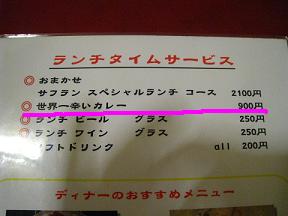 ランチタイムサービス
◎ おまかせ
サフラン スペシャルランチ コース 2100円
◎ 世界一辛いカレー 900円
◎ ランチ ビール グラス 250円
◎ ランチ ワイン グラス 250円
ソフトドリンク all 200円
ディナーのおすすめメニュー